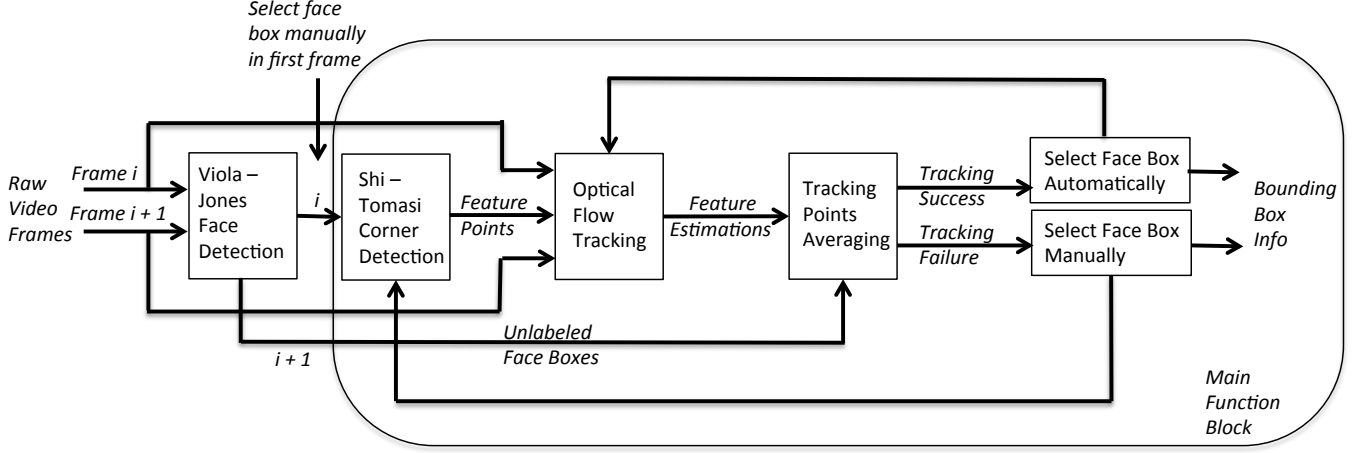 Select face
box manually
in first frame
Raw
Video
Frames
Frame i
Frame i + 1
Viola –
Jones
Face
Detection
i
Shi –
Tomasi
Corner
Detection
Feature
Points
Optical
Flow
Tracking
Feature
Estimations
Tracking
Points
Averaging
Tracking
Success
Tracking
Failure
Select Face Box
Automatically
Select Face Box
Manually
Bounding
Box
Info
Unlabeled
Face Boxes
i + 1
Main
Function
Block